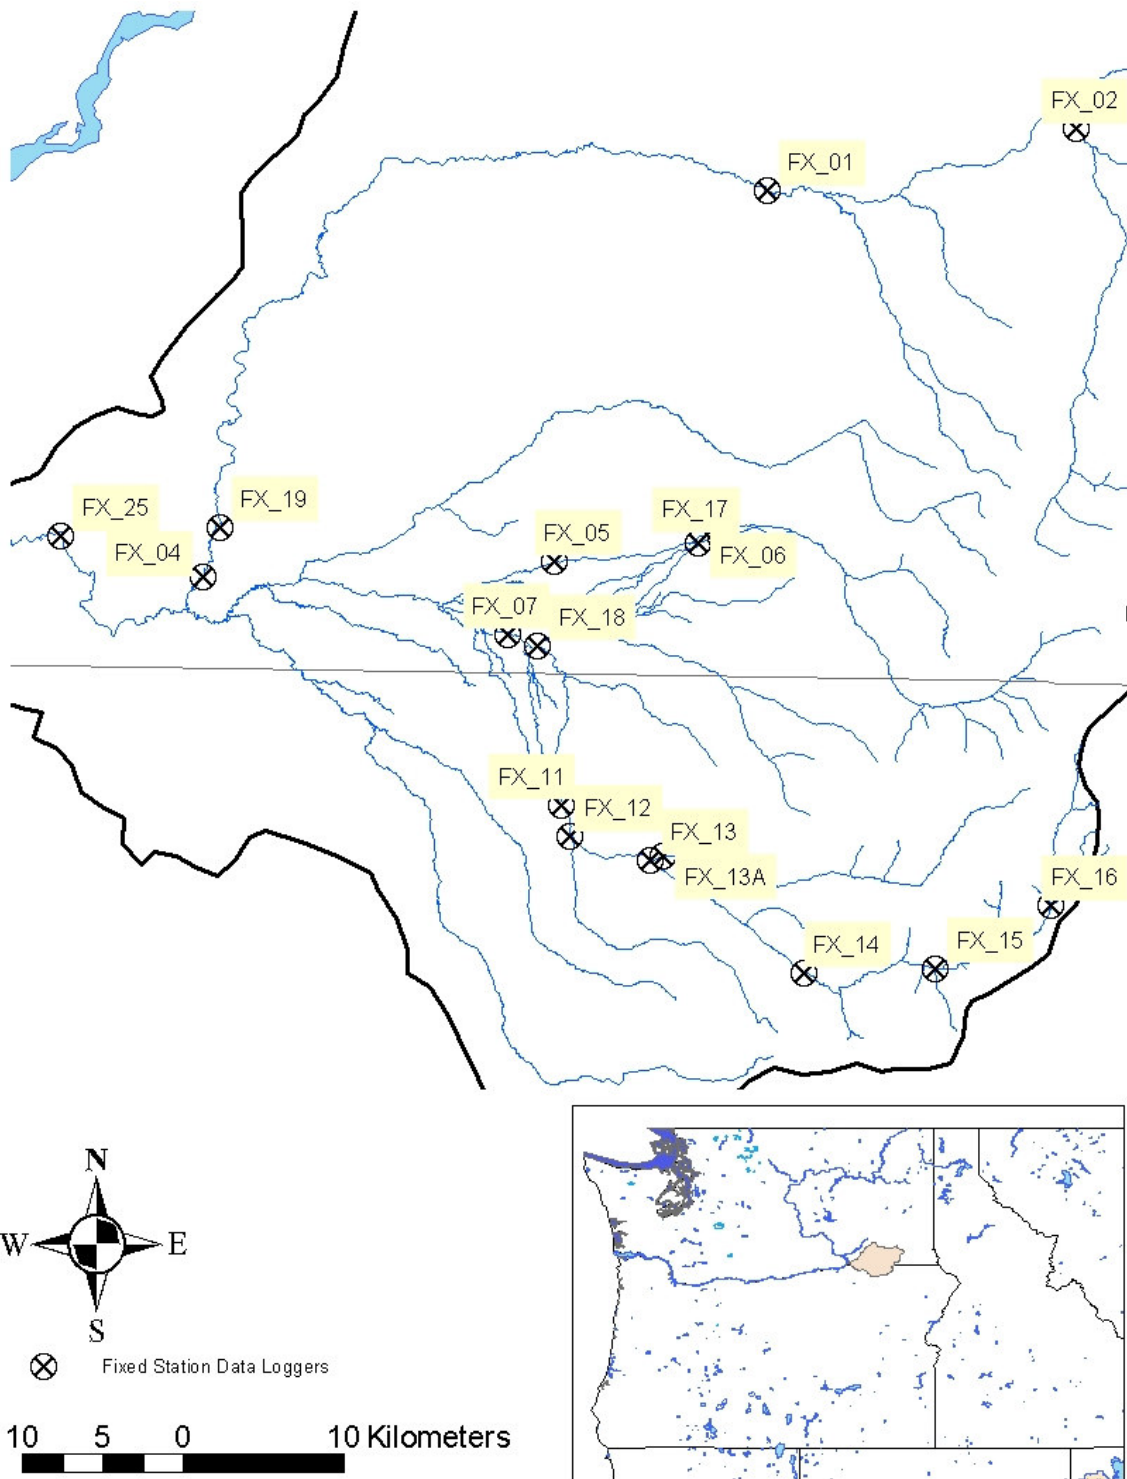 FX_02
FX_01
FX_25
FX_19
FX_17
FX_05
FX_04
FX_06
FX_07
FX_18
FX_11
FX_12
FX_13
FX_13A
FX_16
FX_14
FX_15
N
W
E
S
Fixed Station Data Loggers
10 5 0 10 Kilometers